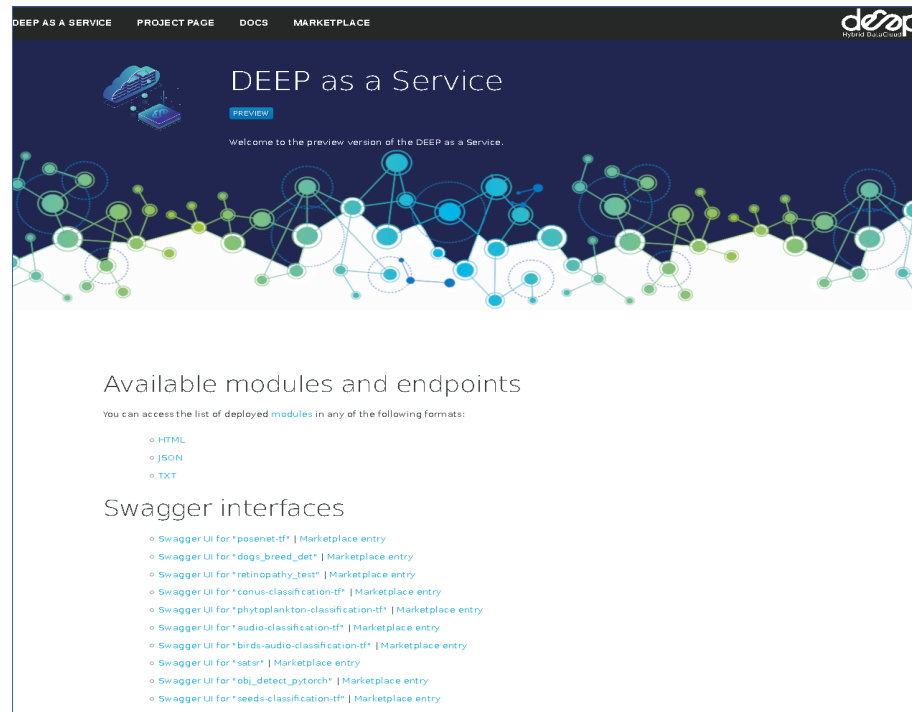 DEEP AS A SERVICE PROJECT PAGE DOCS MARKETPLACE
deep
Hybrid DataCloud
DEEP as a Service
PREVIEW
Welcome to the preview version of the DEEP as a Service.
Available modules and endpoints
You can access the list of deployed modules in any of the following formats:
HTML
JSON
TXT
Swagger interfaces
Swagger UI for "posenet-tf" | Marketplace entry
Swagger UI for "dogs_breed_det" | Marketplace entry
Swagger UI for "retinopathy_test" | Marketplace entry
Swagger UI for "conus-classification-tf" | Marketplace entry
Swagger UI for "phytoplankton-classification-tf" | Marketplace entry
Swagger UI for "audio-classification-tf" | Marketplace entry
Swagger UI for "birds-audio-classification-tf" | Marketplace entry
Swagger UI for "satsr" | Marketplace entry
Swagger UI for "obj_detect_pytorch" | Marketplace entry
Swagger UI for "seeds-classification-tf" | Marketplace entry